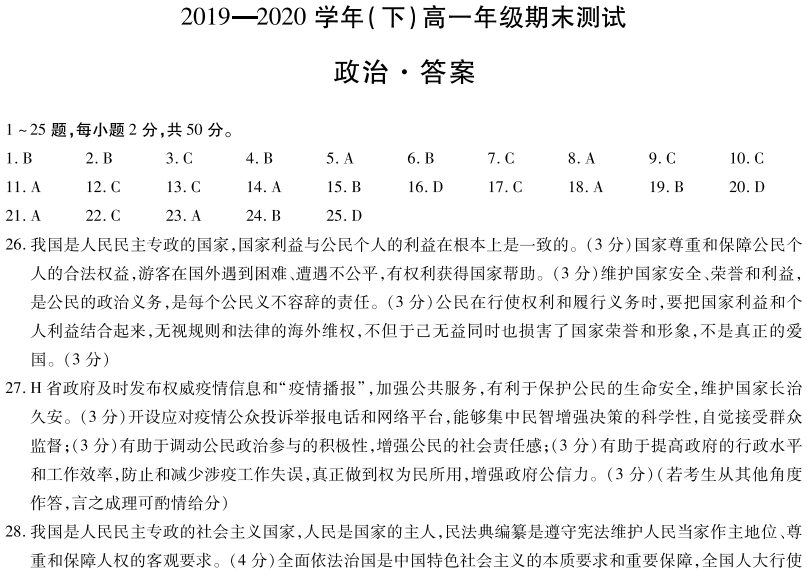 2019—2020 学年(下)高一年级期末测试
政治·答案
1~25 题,每小题 2 分,共 50 分。
1. B 2. B 3. C 4. B 5. A 6. B 7. C 8. A 9. C 10. C
11. A 12. C 13. C 14. A 15. B 16. D 17. C 18. A 19. B 20. D
21. A 22. C 23. A 24. B 25. D
26. 我国是人民民主专政的国家,国家利益与公民个人的利益在根本上是一致的。(3 分)国家尊重和保障公民个
人的合法权益,游客在国外遇到困难、遭遇不公平,有权利获得国家帮助。(3 分)维护国家安全、荣誉和利益,
是公民的政治义务,是每个公民义不容辞的责任。(3 分)公民在行使权利和履行义务时,要把国家利益和个
人利益结合起来,无视规则和法律的海外维权,不但于己无益同时也损害了国家荣誉和形象,不是真正的爱
国。(3 分)
27. H 省政府及时发布权威疫情信息和“疫情播报”,加强公共服务,有利于保护公民的生命安全,维护国家长治
久安。(3 分)开设应对疫情公众投诉举报电话和网络平台,能够集中民智增强决策的科学性,自觉接受群众
监督;(3 分)有助于调动公民政治参与的积极性,增强公民的社会责任感;(3 分)有助于提高政府的行政水平
和工作效率,防止和减少涉疫工作失误,真正做到权为民所用,增强政府公信力。(3 分)(若考生从其他角度
作答,言之成理可酌情给分)
28. 我国是人民民主专政的社会主义国家,人民是国家的主人,民法典编纂是遵守宪法维护人民当家作主地位、尊
重和保障人权的客观要求。(4 分)全面依法治国是中国特色社会主义的本质要求和重要保障,全国人大行使